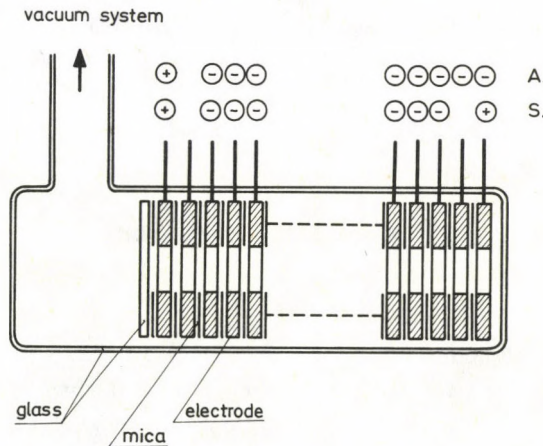 vacuum system
⊕ ⊖ ⊖ ⊖ ⊖ ⊖ ⊖ ⊖ ⊖ A
⊕ ⊖ ⊖ ⊖ ⊖ ⊖ ⊖ ⊕ S.
glass
mica
electrode